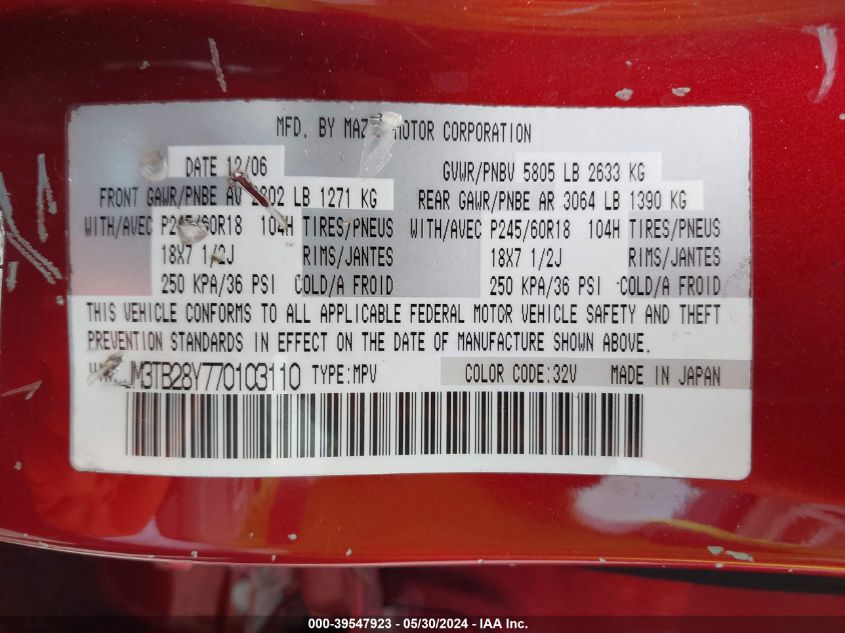 MFD. BY MOTOR CORPORATION
DATE 12/06 GVWR/PNBV 5805 LB 2633 KG
FRONT GAWR/PNBE AV 2802 LB 1271 KG REAR GAWR/PNBE AR 3064 LB 1390 KG
WITH/AVEC P245/60R18 104H TIRES/PNEUS WITH/AVEC P245/60R18 104H TIRES/PNEUS
18X7 1/2J RIMS/JANTES 18X7 1/2J RIMS/JANTES
250 KPA/36 PSI COLD/A FROID 250 KPA/36 PSI COLD/A FROID
THIS VEHICLE CONFORMS TO ALL APPLICABLE FEDERAL MOTOR VEHICLE SAFETY AND THEFT
PREVENTION STANDARDS IN EFFECT ON THE DATE OF MANUFACTURE SHOWN ABOVE.
JM3TB28Y770103110 TYPE:MPV COLOR CODE:32V MADE IN JAPAN
000-39547923 - 05/30/2024 - IAA Inc.